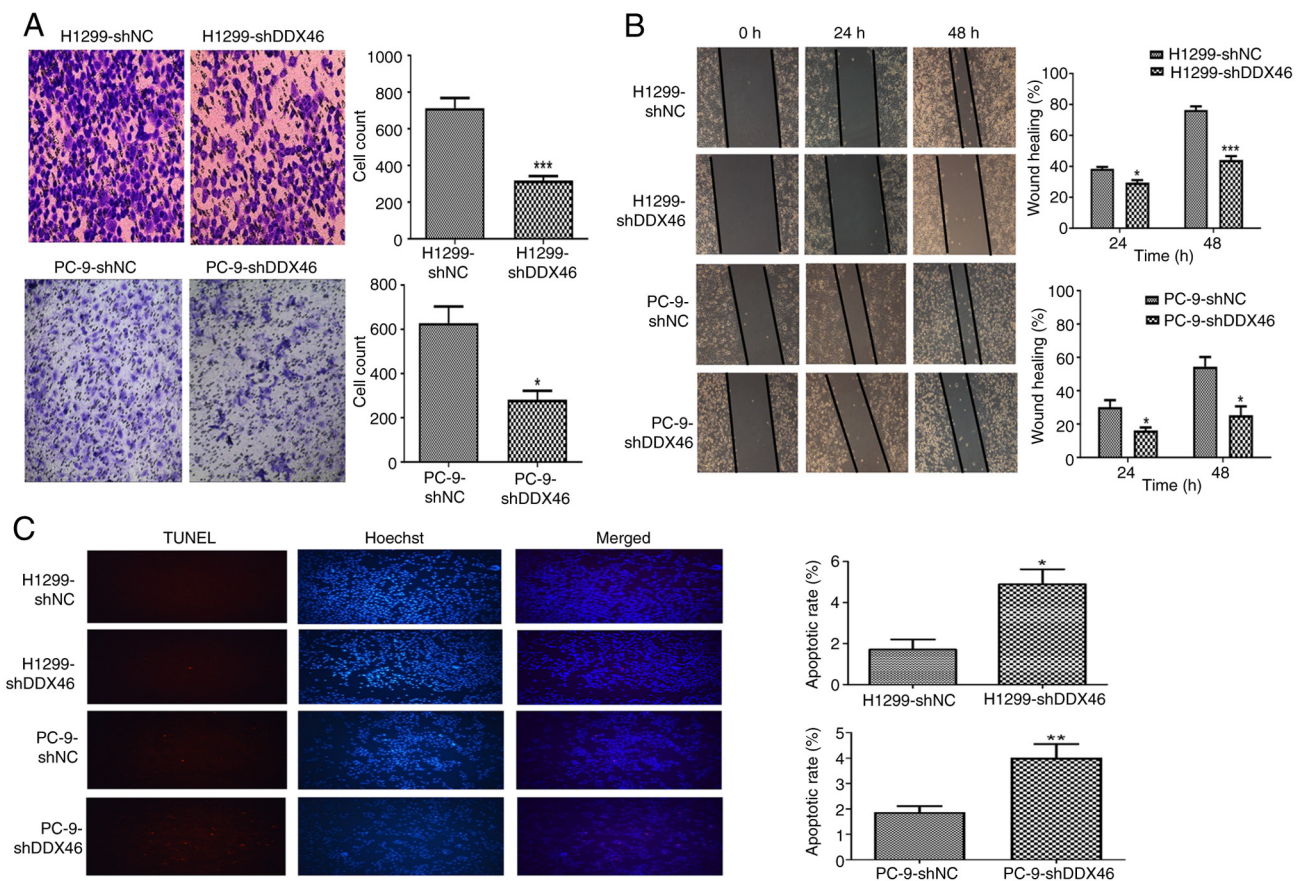 A
H1299-shNC
H1299-shDDX46
Cell count
1000
800
600
400
200
0
***
H1299-
shNC
H1299-
shDDX46
PC-9-shNC
PC-9-shDDX46
Cell count
800
600
400
200
0
*
PC-9-
shNC
PC-9-
shDDX46
B
0 h
24 h
48 h
H1299-
shNC
H1299-
shDDX46
PC-9-
shNC
PC-9-
shDDX46
H1299-shNC
H1299-shDDX46
Wound healing (%)
100
80
60
40
20
0
*
***
24
48
Time (h)
PC-9-shNC
PC-9-shDDX46
Wound healing (%)
100
80
60
40
20
0
*
*
24
48
Time (h)
C
TUNEL
Hoechst
Merged
H1299-
shNC
H1299-
shDDX46
PC-9-
shNC
PC-9-
shDDX46
Apoptotic rate (%)
6
4
2
0
*
H1299-shNC
H1299-shDDX46
Apoptotic rate (%)
5
4
3
2
1
0
**
PC-9-shNC
PC-9-shDDX46